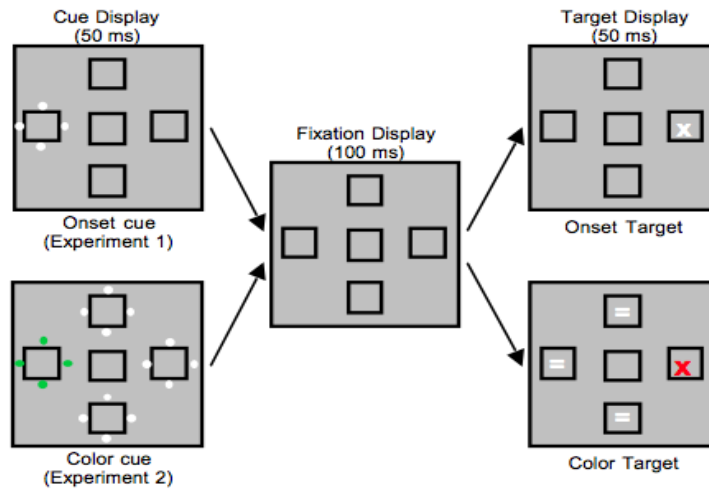 Cue Display
(50 ms)
Onset cue
(Experiment 1)
Color cue
(Experiment 2)
Fixation Display
(100 ms)
Target Display
(50 ms)
x
Onset Target
=
=
x
=
Color Target